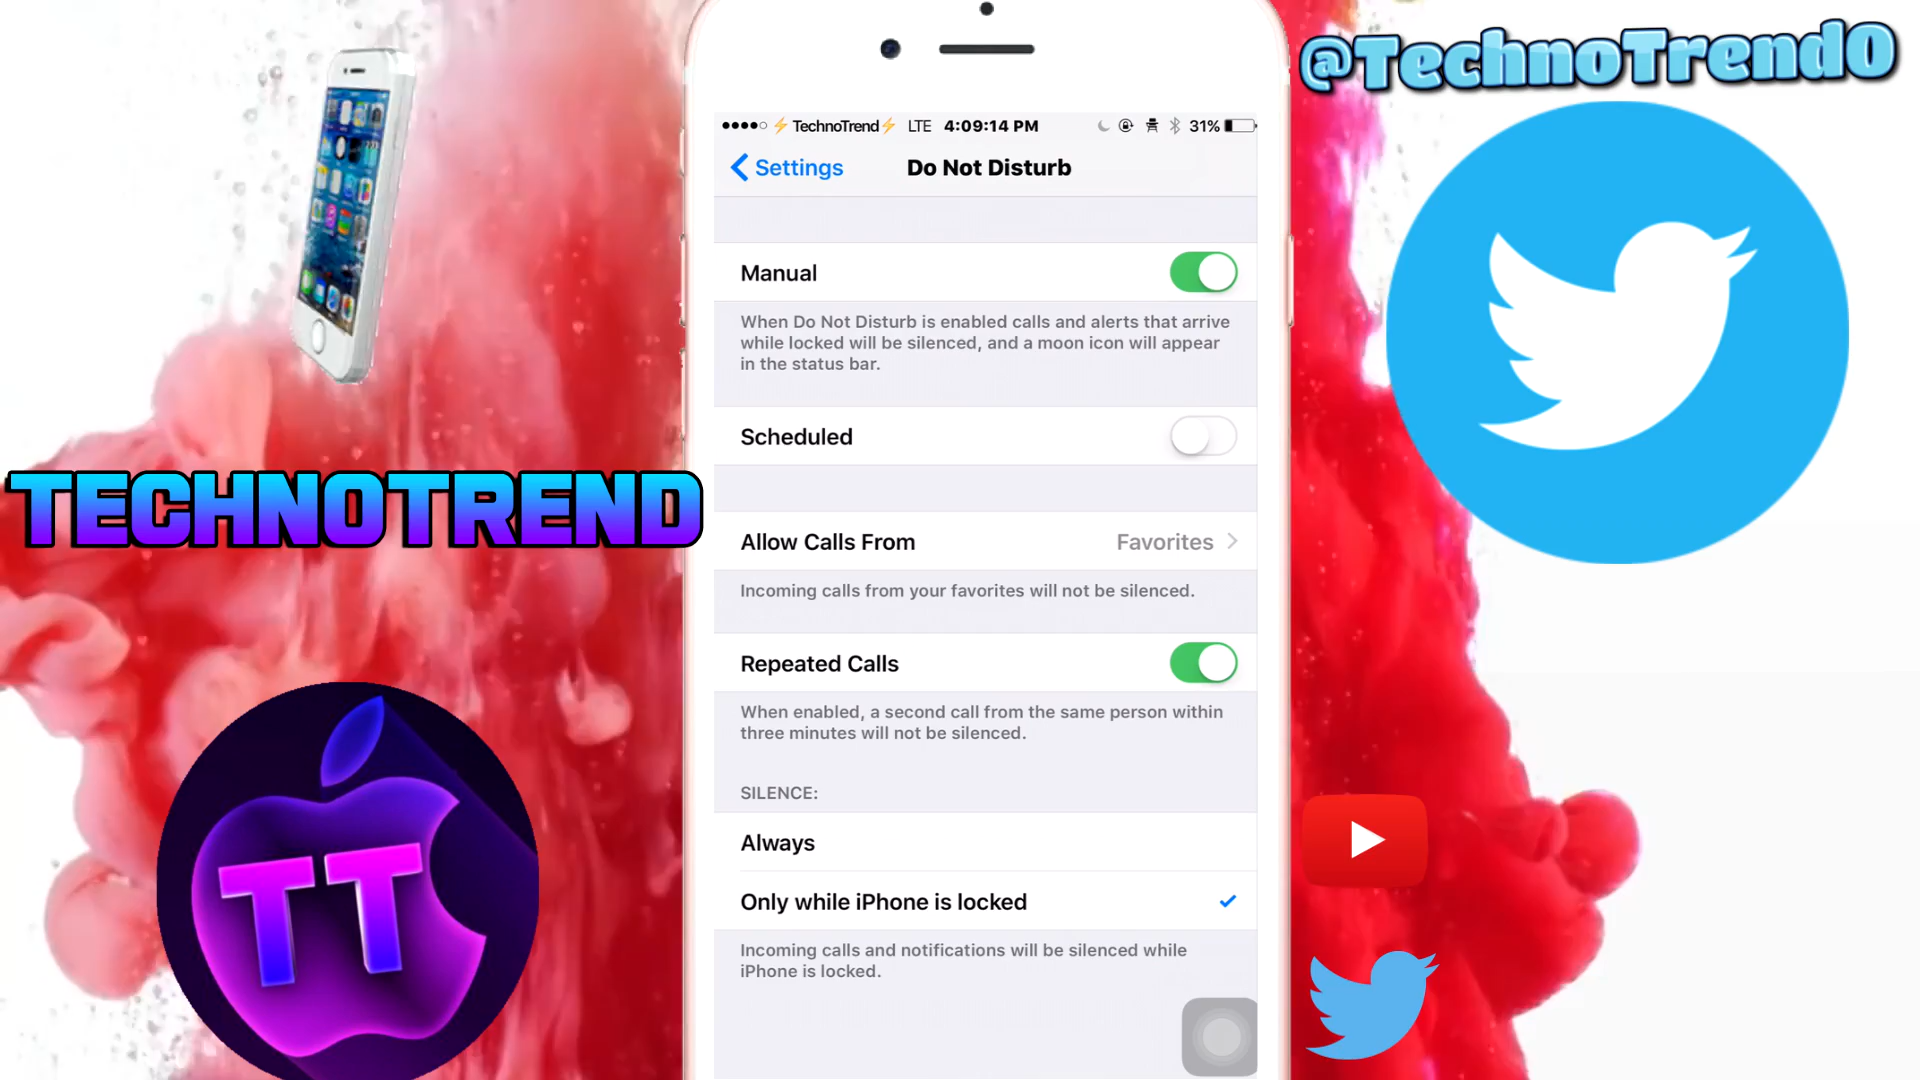 @TechnoTrend0
⚡TechnoTrend⚡ LTE 4:09:14 PM 31%
Settings Do Not Disturb
Manual
When Do Not Disturb is enabled calls and alerts that arrive
while locked will be silenced, and a moon icon will appear
in the status bar.
Scheduled
TECHNOTREND
Allow Calls From Favorites
Incoming calls from your favorites will not be silenced.
Repeated Calls
When enabled, a second call from the same person within
three minutes will not be silenced.
SILENCE:
Always
TT
Only while iPhone is locked
Incoming calls and notifications will be silenced while
iPhone is locked.